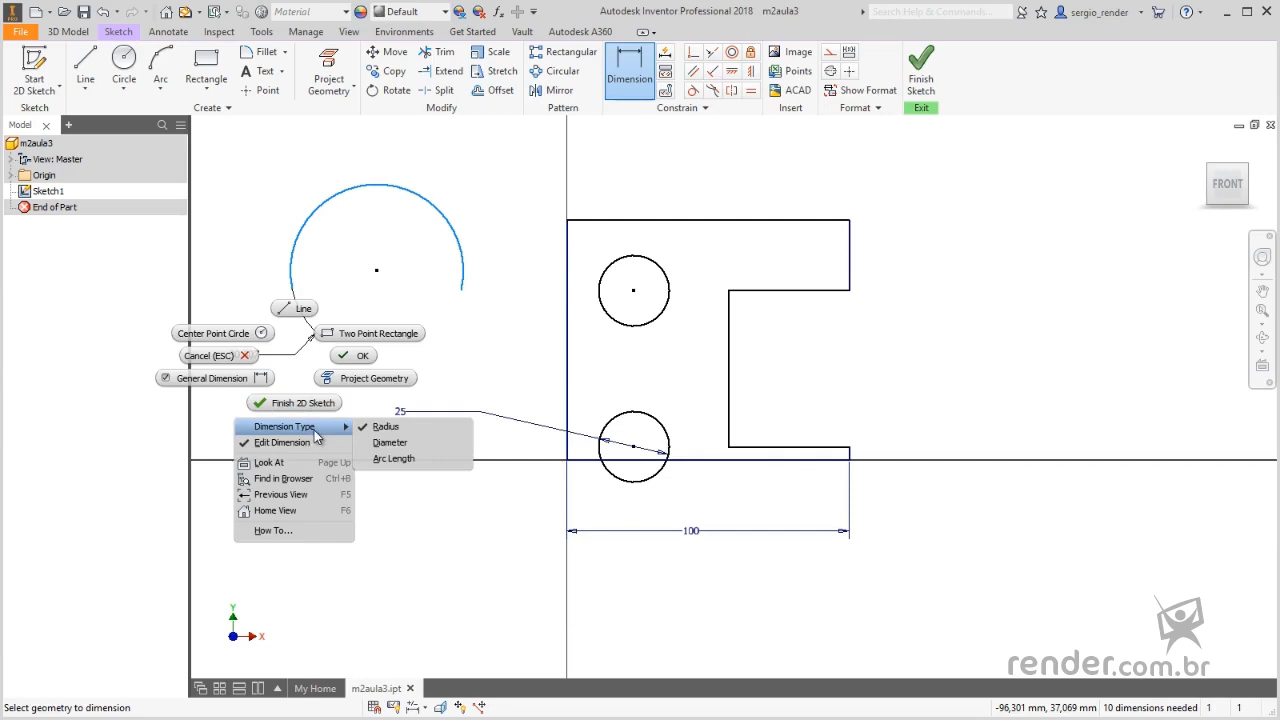 PRO
Material
Default
Autodesk Inventor Professional 2018 m2aula3
Search Help & Commands...
sergio_render
File
3D Model
Sketch
Annotate
Inspect
Tools
Manage
View
Environments
Get Started
Vault
Autodesk A360
Start
2D Sketch
Line
Circle
Arc
Rectangle
Fillet
Text
Point
Project
Geometry
Move
Copy
Rotate
Trim
Extend
Split
Scale
Stretch
Offset
Rectangular
Circular
Mirror
Dimension
Image
Points
ACAD
Show Format
Finish
Sketch
Sketch
Create
Modify
Pattern
Constrain
Insert
Format
Exit
Model
m2aula3
View: Master
Origin
Sketch1
End of Part
FRONT
Line
Center Point Circle
Two Point Rectangle
Cancel (ESC)
OK
General Dimension
Project Geometry
Finish 2D Sketch
25
Dimension Type
Edit Dimension
Look At Page Up
Find in Browser Ctrl+B
Previous View F5
Home View F6
How To...
Radius
Diameter
Arc Length
100
Y
X
render.com.br
My Home
m2aula3.ipt
Select geometry to dimension
-96,301 mm, 37,069 mm
10 dimensions needed
1
1